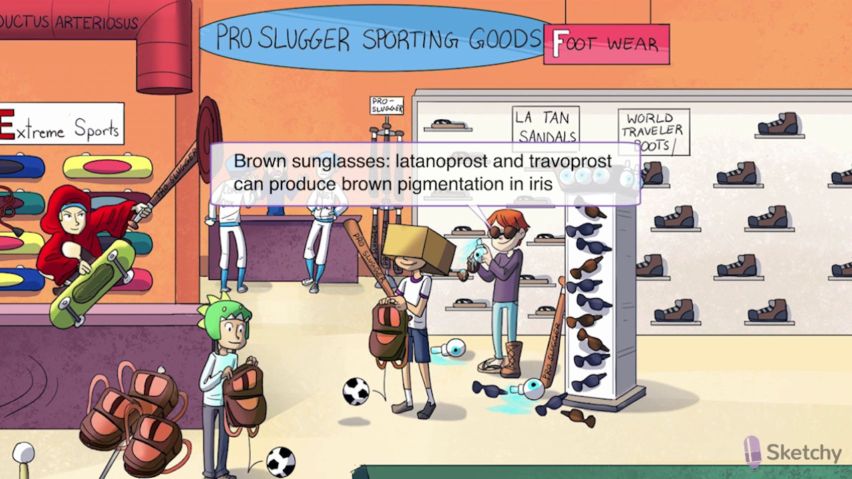 DUCTUS ARTERIOSUS
PRO SLUGGER SPORTING GOODS
FOOT WEAR
Extreme Sports
PRO-
SLUGGER
LA TAN
SANDALS
WORLD
TRAVELER
BOOTS!
Brown sunglasses: latanoprost and travoprost
can produce brown pigmentation in iris
PRO SLUGGER
PRO SLUGGER
PRO SLUGGER
Sketchy